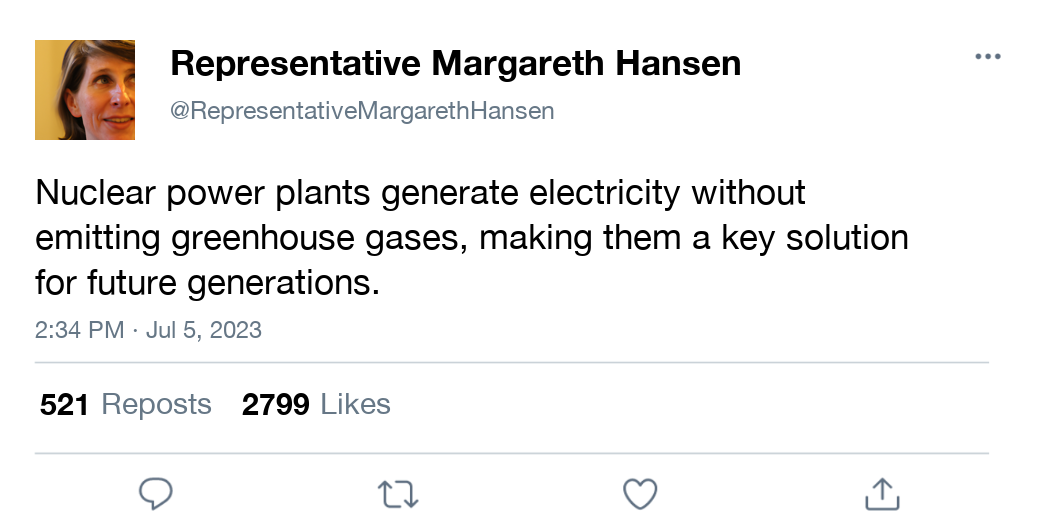 Representative Margareth Hansen
@RepresentativeMargarethHansen
Nuclear power plants generate electricity without
emitting greenhouse gases, making them a key solution
for future generations.
2:34 PM · Jul 5, 2023
521 Reposts 2799 Likes